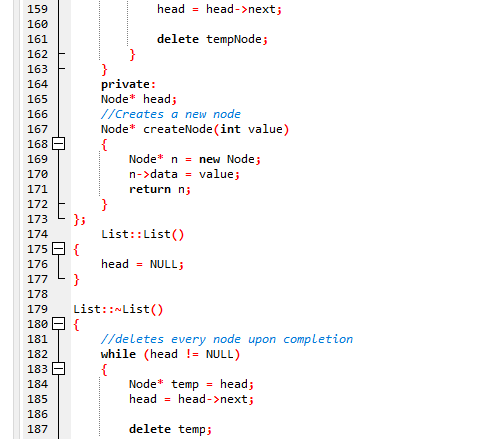 159 head = head->next;
160
161 delete tempNode;
162 }
163 }
164 private:
165 Node* head;
166 //Creates a new node
167 Node* createNode(int value)
168 {
169 Node* n = new Node;
170 n->data = value;
171 return n;
172 }
173 };
174 List::List()
175 {
176 head = NULL;
177 }
178
179 List::~List()
180 {
181 //deletes every node upon completion
182 while (head != NULL)
183 {
184 Node* temp = head;
185 head = head->next;
186
187 delete temp;